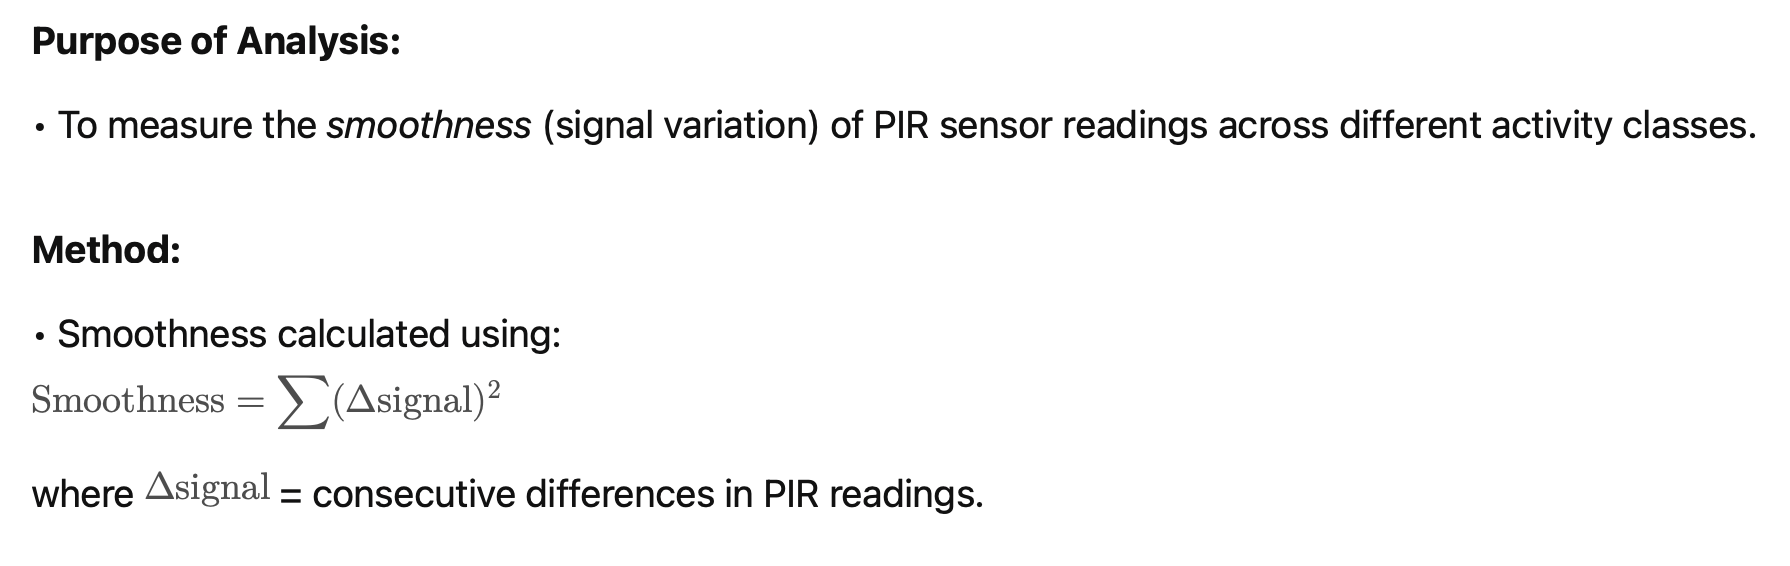 Purpose of Analysis:
• To measure the smoothness (signal variation) of PIR sensor readings across different activity classes.
Method:
• Smoothness calculated using:
Smoothness = ∑(Δsignal)²
where Δsignal = consecutive differences in PIR readings.